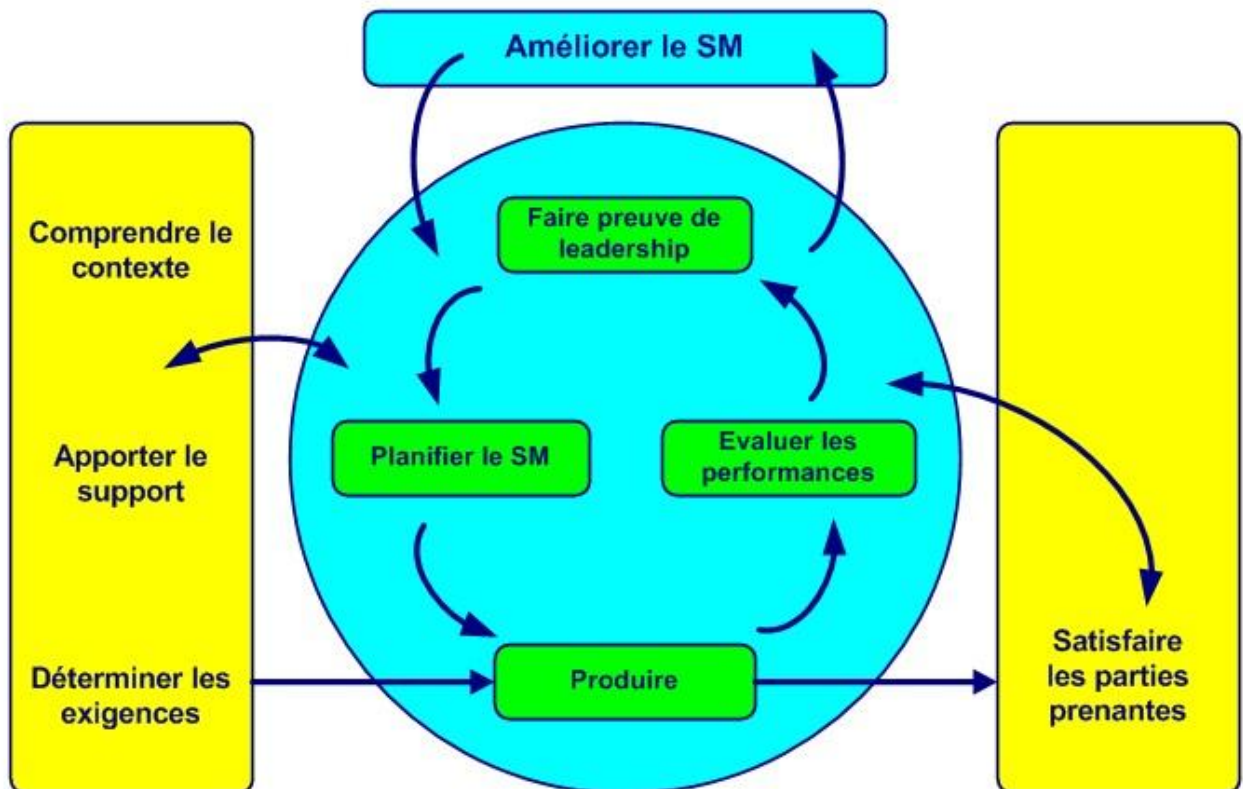 Améliorer le SM
Comprendre le
contexte
Apporter le
support
Déterminer les
exigences
Faire preuve de
leadership
Planifier le SM
Evaluer les
performances
Produire
Satisfaire
les parties
prenantes